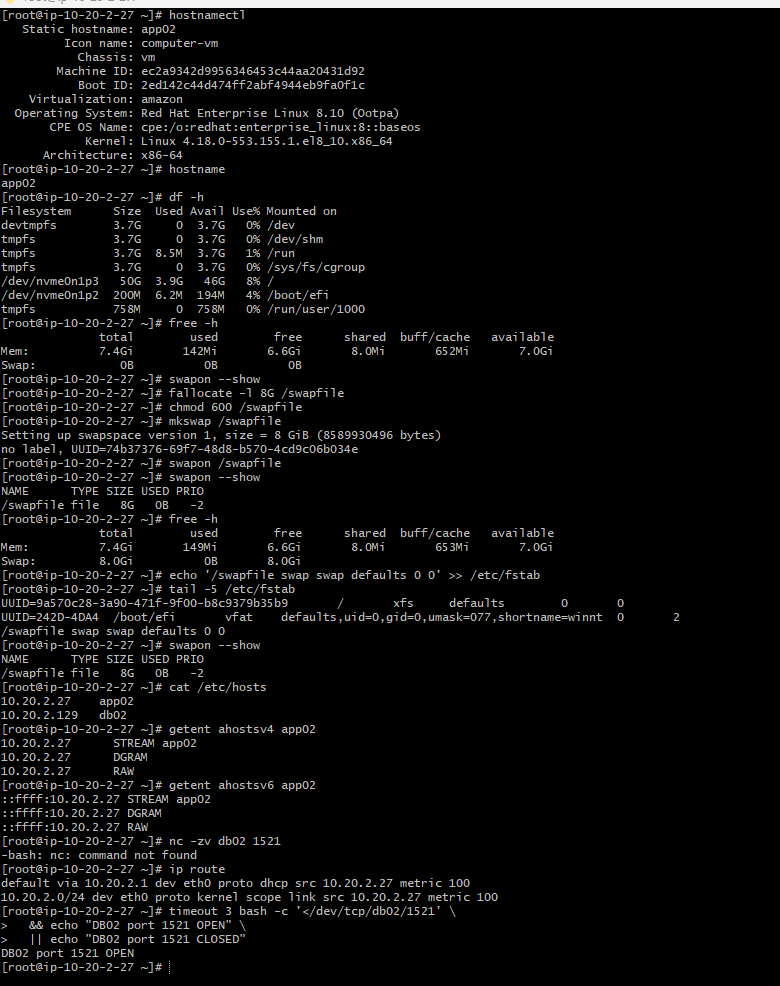 [root@ip-10-20-2-27 ~]# hostnamectl
   Static hostname: app02
         Icon name: computer-vm
           Chassis: vm
        Machine ID: ec2a9342d9956346453c44aa20431d92
           Boot ID: 2ed142c44d474ff2abf4944eb9fa0f1c
    Virtualization: amazon
  Operating System: Red Hat Enterprise Linux 8.10 (Ootpa)
       CPE OS Name: cpe:/o:redhat:enterprise_linux:8::baseos
            Kernel: Linux 4.18.0-553.155.1.el8_10.x86_64
      Architecture: x86-64
[root@ip-10-20-2-27 ~]# hostname
app02
[root@ip-10-20-2-27 ~]# df -h
Filesystem      Size  Used Avail Use% Mounted on
devtmpfs        3.7G     0  3.7G   0% /dev
tmpfs           3.7G     0  3.7G   0% /dev/shm
tmpfs           3.7G  8.5M  3.7G   1% /run
tmpfs           3.7G     0  3.7G   0% /sys/fs/cgroup
/dev/nvme0n1p3   50G  3.9G   46G   8% /
/dev/nvme0n1p2  200M  6.2M  194M   4% /boot/efi
tmpfs           758M     0  758M   0% /run/user/1000
[root@ip-10-20-2-27 ~]# free -h
              total        used        free      shared  buff/cache   available
Mem:          7.4Gi       142Mi       6.6Gi       8.0Mi       652Mi       7.0Gi
Swap:            0B          0B          0B
[root@ip-10-20-2-27 ~]# swapon --show
[root@ip-10-20-2-27 ~]# fallocate -l 8G /swapfile
[root@ip-10-20-2-27 ~]# chmod 600 /swapfile
[root@ip-10-20-2-27 ~]# mkswap /swapfile
Setting up swapspace version 1, size = 8 GiB (8589930496 bytes)
no label, UUID=74b37376-69f7-48d8-b570-4cd9c06b034e
[root@ip-10-20-2-27 ~]# swapon /swapfile
[root@ip-10-20-2-27 ~]# swapon --show
NAME      TYPE SIZE USED PRIO
/swapfile file   8G   0B   -2
[root@ip-10-20-2-27 ~]# free -h
              total        used        free      shared  buff/cache   available
Mem:          7.4Gi       149Mi       6.6Gi       8.0Mi       653Mi       7.0Gi
Swap:         8.0Gi          0B       8.0Gi
[root@ip-10-20-2-27 ~]# echo '/swapfile swap swap defaults 0 0' >> /etc/fstab
[root@ip-10-20-2-27 ~]# tail -5 /etc/fstab
UUID=9a570c28-3a90-471f-9f00-b8c9379b35b9       /       xfs     defaults        0       0
UUID=242D-4DA4  /boot/efi       vfat    defaults,uid=0,gid=0,umask=077,shortname=winnt  0       2
/swapfile swap swap defaults 0 0
[root@ip-10-20-2-27 ~]# swapon --show
NAME      TYPE SIZE USED PRIO
/swapfile file   8G   0B   -2
[root@ip-10-20-2-27 ~]# cat /etc/hosts
10.20.2.27    app02
10.20.2.129   db02
[root@ip-10-20-2-27 ~]# getent ahostsv4 app02
10.20.2.27      STREAM app02
10.20.2.27      DGRAM
10.20.2.27      RAW
[root@ip-10-20-2-27 ~]# getent ahostsv6 app02
::ffff:10.20.2.27 STREAM app02
::ffff:10.20.2.27 DGRAM
::ffff:10.20.2.27 RAW
[root@ip-10-20-2-27 ~]# nc -zv db02 1521
-bash: nc: command not found
[root@ip-10-20-2-27 ~]# ip route
default via 10.20.2.1 dev eth0 proto dhcp src 10.20.2.27 metric 100
10.20.2.0/24 dev eth0 proto kernel scope link src 10.20.2.27 metric 100
[root@ip-10-20-2-27 ~]# timeout 3 bash -c '</dev/tcp/db02/1521' \
>   && echo "DB02 port 1521 OPEN" \
>   || echo "DB02 port 1521 CLOSED"
DB02 port 1521 OPEN
[root@ip-10-20-2-27 ~]#